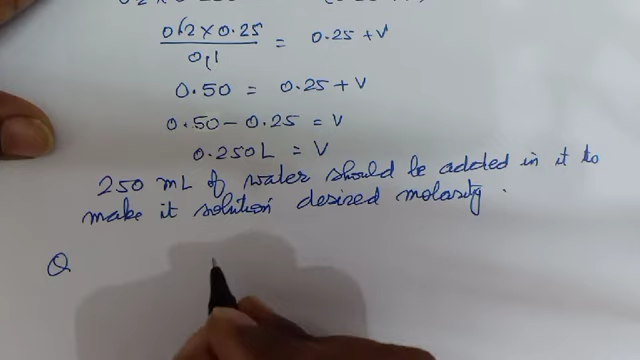 0.2 × 0.25
0.1 = 0.25 + V
0.50 = 0.25 + V
0.50 - 0.25 = V
0.250 L = V
250 mL of water should be added in it to
make it solution desired molarity.
Q